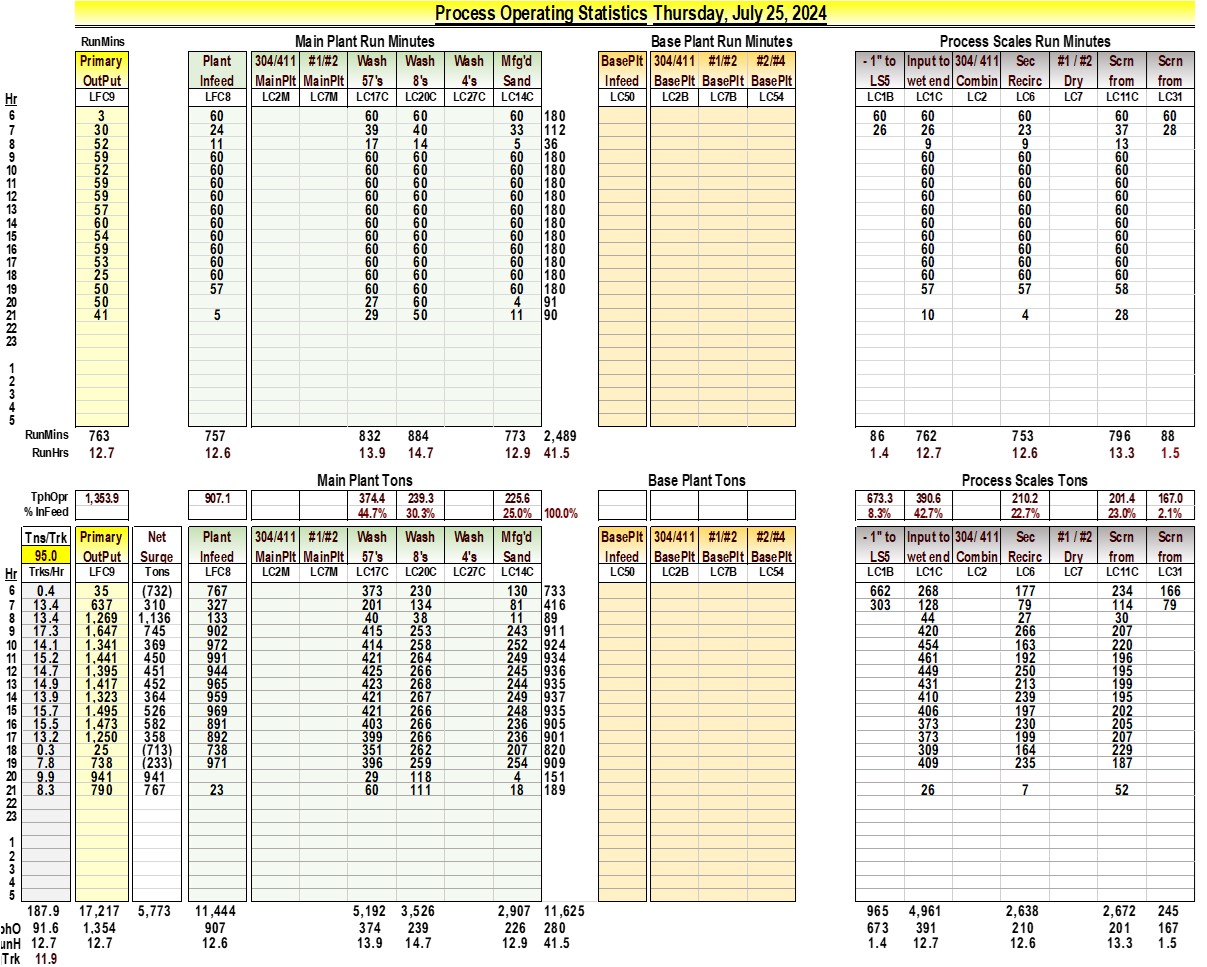 Process Operating Statistics Thursday, July 25, 2024
RunMins Main Plant Run Minutes Base Plant Run Minutes Process Scales Run Minutes
Primary Plant 304/411 #1/#2 Wash Wash Wash Mfg'd BasePlt 304/411 #1/#2 #2/#4 - 1" to Input to 304/ 411 Sec #1 / #2 Scrn Scrn
OutPut Infeed MainPlt MainPlt 57's 8's 4's Sand Infeed BasePlt BasePlt BasePlt LS5 wet end Combin Recirc Dry from from
Hr LFC9 LFC8 LC2M LC7M LC17C LC20C LC27C LC14C LC50 LC2B LC7B LC54 LC1B LC1C LC2 LC6 LC7 LC11C LC31
6 3 60 60 60 60 180 60 60 60 60 60
7 30 24 39 40 33 112 26 26 23 37 28
8 52 11 17 14 5 36 9 9 13
9 59 60 60 60 60 180 60 60 60
10 52 60 60 60 60 180 60 60 60
11 59 60 60 60 60 180 60 60 60
12 59 60 60 60 60 180 60 60 60
13 57 60 60 60 60 180 60 60 60
14 60 60 60 60 60 180 60 60 60
15 54 60 60 60 60 180 60 60 60
16 59 60 60 60 60 180 60 60 60
17 53 60 60 60 60 180 60 60 60
18 25 60 60 60 60 180 60 60 60
19 50 57 60 60 60 180 57 57 58
20 50 27 60 4 91
21 41 5 29 50 11 90 10 4 28
22
23
1
2
3
4
5
RunMins 763 757 832 884 773 2,489 86 762 753 796 88
RunHrs 12.7 12.6 13.9 14.7 12.9 41.5 1.4 12.7 12.6 13.3 1.5
Main Plant Tons Base Plant Tons Process Scales Tons
TphOpr 1,353.9 907.1 374.4 239.3 225.6 673.3 390.6 210.2 201.4 167.0
% InFeed 44.7% 30.3% 25.0% 100.0% 8.3% 42.7% 22.7% 23.0% 2.1%
Tns/Trk Primary Net Plant 304/411 #1/#2 Wash Wash Wash Mfg'd BasePlt 304/411 #1/#2 #2/#4 - 1" to Input to 304/ 411 Sec #1 / #2 Scrn Scrn
95.0 OutPut Surge Infeed MainPlt MainPlt 57's 8's 4's Sand Infeed BasePlt BasePlt BasePlt LS5 wet end Combin Recirc Dry from from
Hr Trks/Hr LFC9 Tons LFC8 LC2M LC7M LC17C LC20C LC27C LC14C LC50 LC2B LC7B LC54 LC1B LC1C LC2 LC6 LC7 LC11C LC31
6 0.4 35 (732) 767 373 230 130 733 662 268 177 234 166
7 13.4 637 310 327 201 134 81 416 303 128 79 114 79
8 13.4 1,269 1,136 133 40 38 11 89 44 27 30
9 17.3 1,647 745 902 415 253 243 911 420 266 207
10 14.1 1,341 369 972 414 258 252 924 454 163 220
11 15.2 1,441 450 991 421 264 249 934 461 192 196
12 14.7 1,395 451 944 425 266 245 936 449 250 195
13 14.9 1,417 452 965 423 268 244 935 431 213 199
14 13.9 1,323 364 959 421 267 249 937 410 239 195
15 15.7 1,495 526 969 421 266 248 935 406 197 202
16 15.5 1,473 582 891 403 266 236 905 373 230 205
17 13.2 1,250 358 892 399 266 236 901 373 199 207
18 0.3 25 (713) 738 351 262 207 820 309 164 229
19 7.8 738 (233) 971 396 259 254 909 409 235 187
20 9.9 941 941 29 118 4 151
21 8.3 790 767 23 60 111 18 189 26 7 52
22
23
1
2
3
4
5
187.9 17,217 5,773 11,444 5,192 3,526 2,907 11,625 965 4,961 2,638 2,672 245
phO 91.6 1,354 907 374 239 226 280 673 391 210 201 167
unH 12.7 12.7 12.6 13.9 14.7 12.9 41.5 1.4 12.7 12.6 13.3 1.5
Trk 11.9